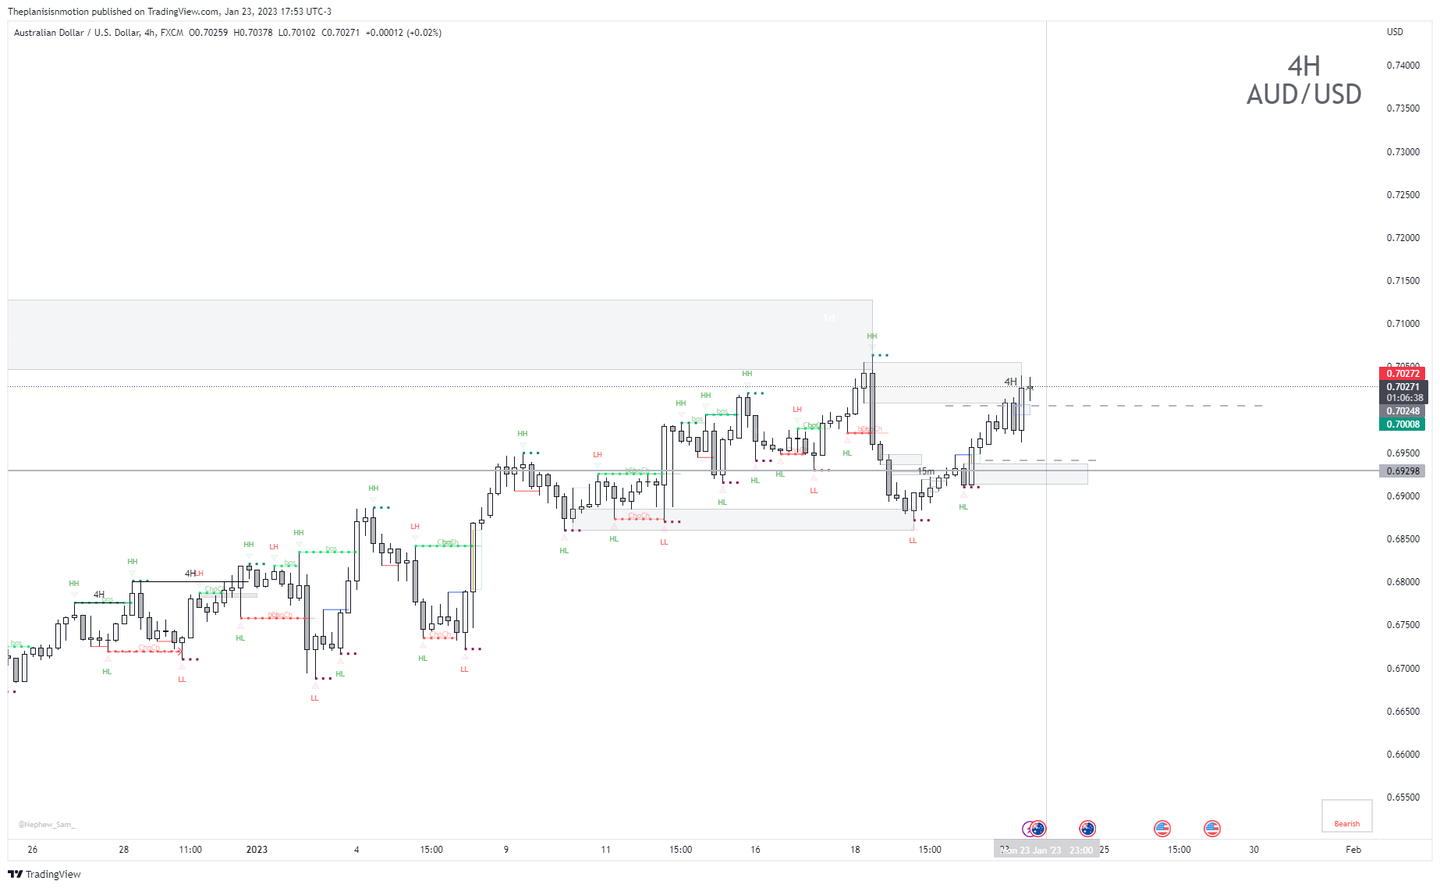 Theplanisisnmotion published on TradingView.com, Jan 23, 2023 17:53 UTC-3
Australian Dollar / U.S. Dollar, 4h, FXCM O0.70259 H0.70378 L0.70102 C0.70271 +0.00012 (+0.02%)
USD
4H
AUD/USD
0.74000
0.73500
0.73000
0.72500
0.72000
0.71500
1d
0.71000
HH
0.70272
0.70271
01:06:38
0.70248
0.70008
4H
HH
HH
HH
bos
bos
LH
ChoCh
HL
0.69500
HH
LH
15m
0.69298
HL
HL
HL
LL
0.69000
HH
HL
HL
ChoCh
LL
HL
LL
0.68500
LH
HH
HH
LH
bos
HH
4H
LH
0.68000
HH
4H
ChoCh
0.67500
HL
bos
ChoCh
ChoCh
0.67000
HL
LL
LL
HL
HL
LL
0.66500
0.66000
0.65500
@Nephew_Sam_
Bearish
26
28
11:00
2023
4
15:00
9
11
15:00
16
18
15:00
Mon 23 Jan '23 23:00
25
15:00
30
Feb
TradingView